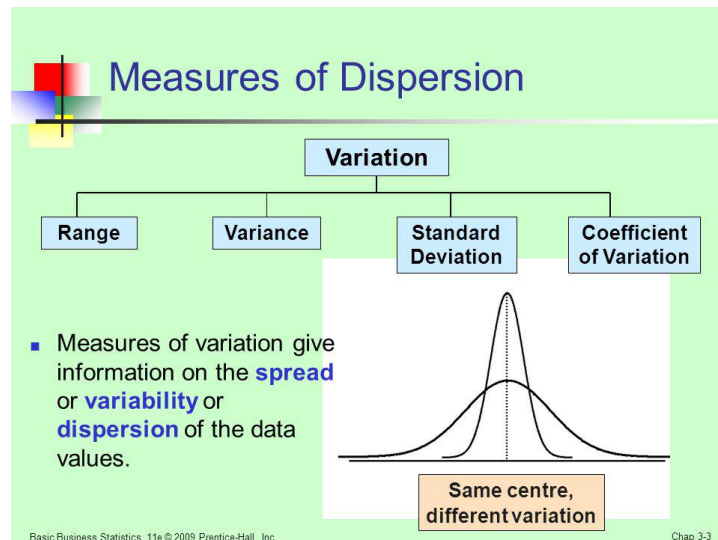 Measures of Dispersion
Variation
Range
Variance
Standard
Deviation
Coefficient
of Variation
Measures of variation give
information on the spread
or variability or
dispersion of the data
values.
Same centre,
different variation
Basic Business Statistics, 11e © 2009 Prentice-Hall, Inc
Chap 3-3